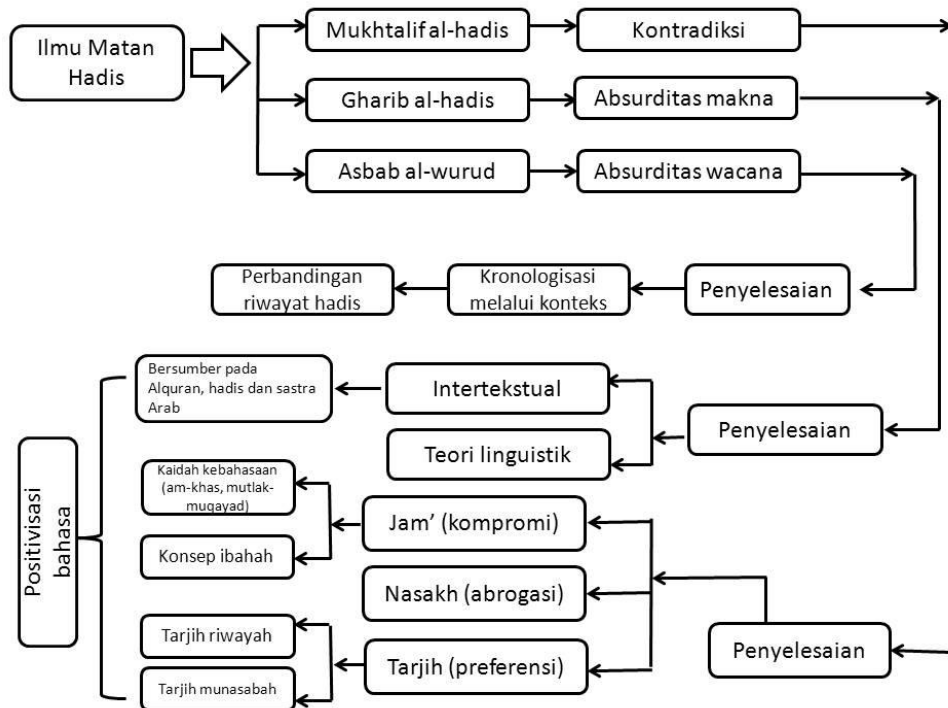 Ilmu Matan
Hadis
Mukhtalif al-hadis
Kontradiksi
Gharib al-hadis
Absurditas makna
Asbab al-wurud
Absurditas wacana
Perbandingan
riwayat hadis
Kronologisasi
melalui konteks
Penyelesaian
Bersumber pada
Alquran, hadis dan sastra
Arab
Intertekstual
Teori linguistik
Penyelesaian
Positivisasi
bahasa
Kaidah kebahasaan
(am-khas, mutlak-
muqayad)
Konsep ibahah
Jam’ (kompromi)
Nasakh (abrogasi)
Tarjih riwayah
Tarjih munasabah
Tarjih (preferensi)
Penyelesaian